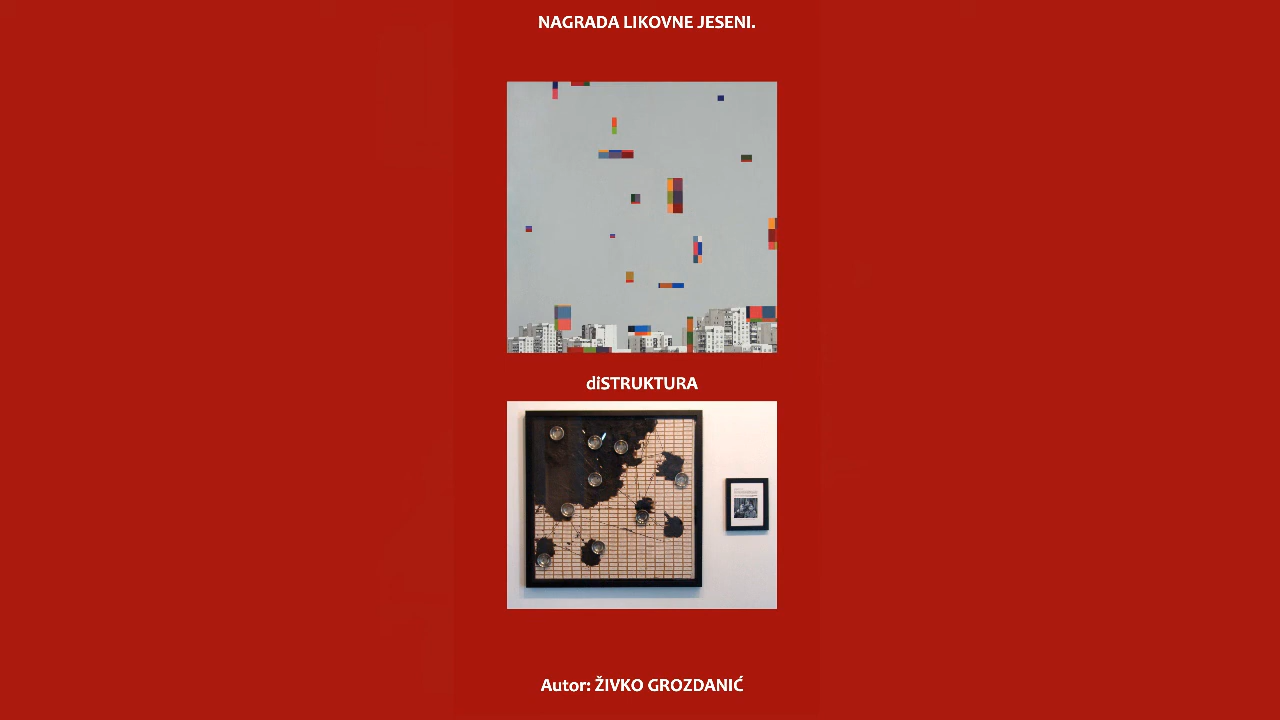 NAGRADA LIKOVNE JESENI.
diSTRUKTURA
Autor: ŽIVKO GROZDANIĆ